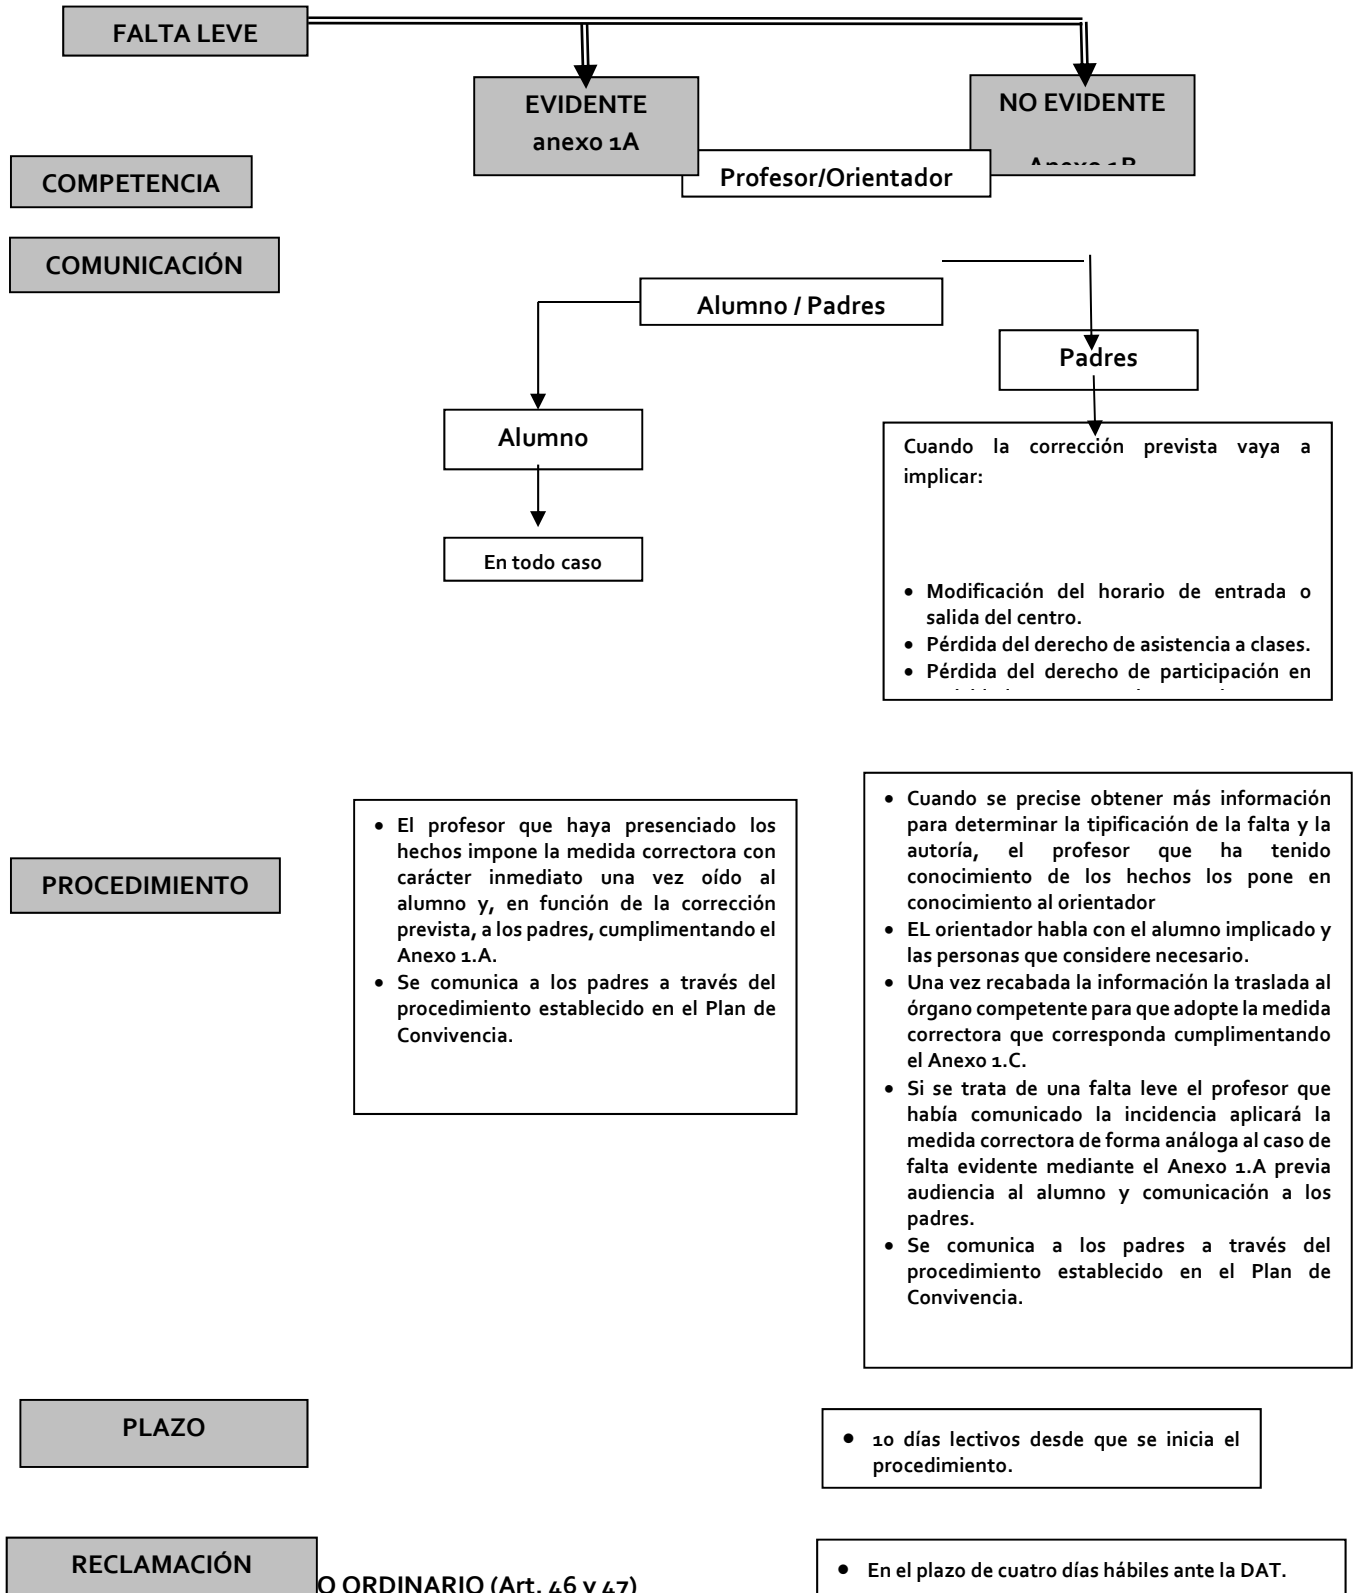 FALTA LEVE
EVIDENTE
anexo 1A
NO EVIDENTE
Anexo 1B
COMPETENCIA
Profesor/Orientador
COMUNICACIÓN
Alumno / Padres
Padres
Alumno
En todo caso
Cuando la corrección prevista vaya a
implicar:
• Modificación del horario de entrada o
salida del centro.
• Pérdida del derecho de asistencia a clases.
• Pérdida del derecho de participación en
PROCEDIMIENTO
• El profesor que haya presenciado los
hechos impone la medida correctora con
carácter inmediato una vez oído al
alumno y, en función de la corrección
prevista, a los padres, cumplimentando el
Anexo 1.A.
• Se comunica a los padres a través del
procedimiento establecido en el Plan de
Convivencia.
• Cuando se precise obtener más información
para determinar la tipificación de la falta y la
autoría, el profesor que ha tenido
conocimiento de los hechos los pone en
conocimiento al orientador
• EL orientador habla con el alumno implicado y
las personas que considere necesario.
• Una vez recabada la información la traslada al
órgano competente para que adopte la medida
correctora que corresponda cumplimentando
el Anexo 1.C.
• Si se trata de una falta leve el profesor que
había comunicado la incidencia aplicará la
medida correctora de forma análoga al caso de
falta evidente mediante el Anexo 1.A previa
audiencia al alumno y comunicación a los
padres.
• Se comunica a los padres a través del
procedimiento establecido en el Plan de
Convivencia.
PLAZO
• 10 días lectivos desde que se inicia el
procedimiento.
RECLAMACIÓN
O ORDINARIO (Art. 46 y 47)
• En el plazo de cuatro días hábiles ante la DAT.